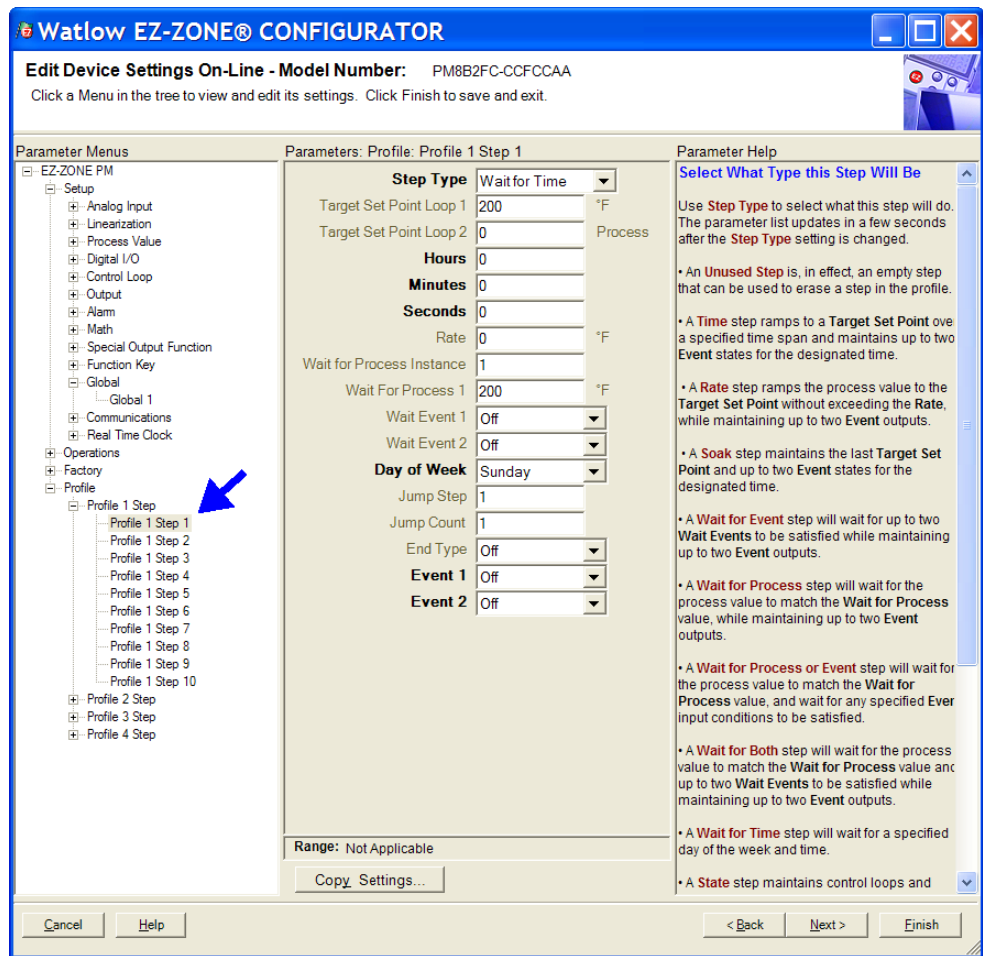 Watlow EZ-ZONE® CONFIGURATOR
Edit Device Settings On-Line - Model Number: PM8B2FC-CCFCCAA
Click a Menu in the tree to view and edit its settings. Click Finish to save and exit.
Parameter Menus
EZ-ZONE PM
Setup
Analog Input
Linearization
Process Value
Digital I/O
Control Loop
Output
Alarm
Math
Special Output Function
Function Key
Global
Global 1
Communications
Real Time Clock
Operations
Factory
Profile
Profile 1 Step
Profile 1 Step 1
Profile 1 Step 2
Profile 1 Step 3
Profile 1 Step 4
Profile 1 Step 5
Profile 1 Step 6
Profile 1 Step 7
Profile 1 Step 8
Profile 1 Step 9
Profile 1 Step 10
Profile 2 Step
Profile 3 Step
Profile 4 Step
Parameters: Profile: Profile 1 Step 1
Step Type Wait for Time
Target Set Point Loop 1 200 °F
Target Set Point Loop 2 0 Process
Hours 0
Minutes 0
Seconds 0
Rate 0 °F
Wait for Process Instance 1
Wait For Process 1 200 °F
Wait Event 1 Off
Wait Event 2 Off
Day of Week Sunday
Jump Step 1
Jump Count 1
End Type Off
Event 1 Off
Event 2 Off
Range: Not Applicable
Copy Settings...
Parameter Help
Select What Type this Step Will Be
Use Step Type to select what this step will do.
The parameter list updates in a few seconds
after the Step Type setting is changed.
• An Unused Step is, in effect, an empty step
that can be used to erase a step in the profile.
• A Time step ramps to a Target Set Point ove
a specified time span and maintains up to two
Event states for the designated time.
• A Rate step ramps the process value to the
Target Set Point without exceeding the Rate,
while maintaining up to two Event outputs.
• A Soak step maintains the last Target Set
Point and up to two Event states for the
designated time.
• A Wait for Event step will wait for up to two
Wait Events to be satisfied while maintaining
up to two Event outputs.
• A Wait for Process step will wait for the
process value to match the Wait for Process
value, while maintaining up to two Event
outputs.
• A Wait for Process or Event step will wait for
the process value to match the Wait for
Process value, and wait for any specified Ever
input conditions to be satisfied.
• A Wait for Both step will wait for the process
value to match the Wait for Process value and
up to two Wait Events to be satisfied while
maintaining up to two Event outputs.
• A Wait for Time step will wait for a specified
day of the week and time.
• A State step maintains control loops and
Cancel
Help
< Back
Next >
Finish